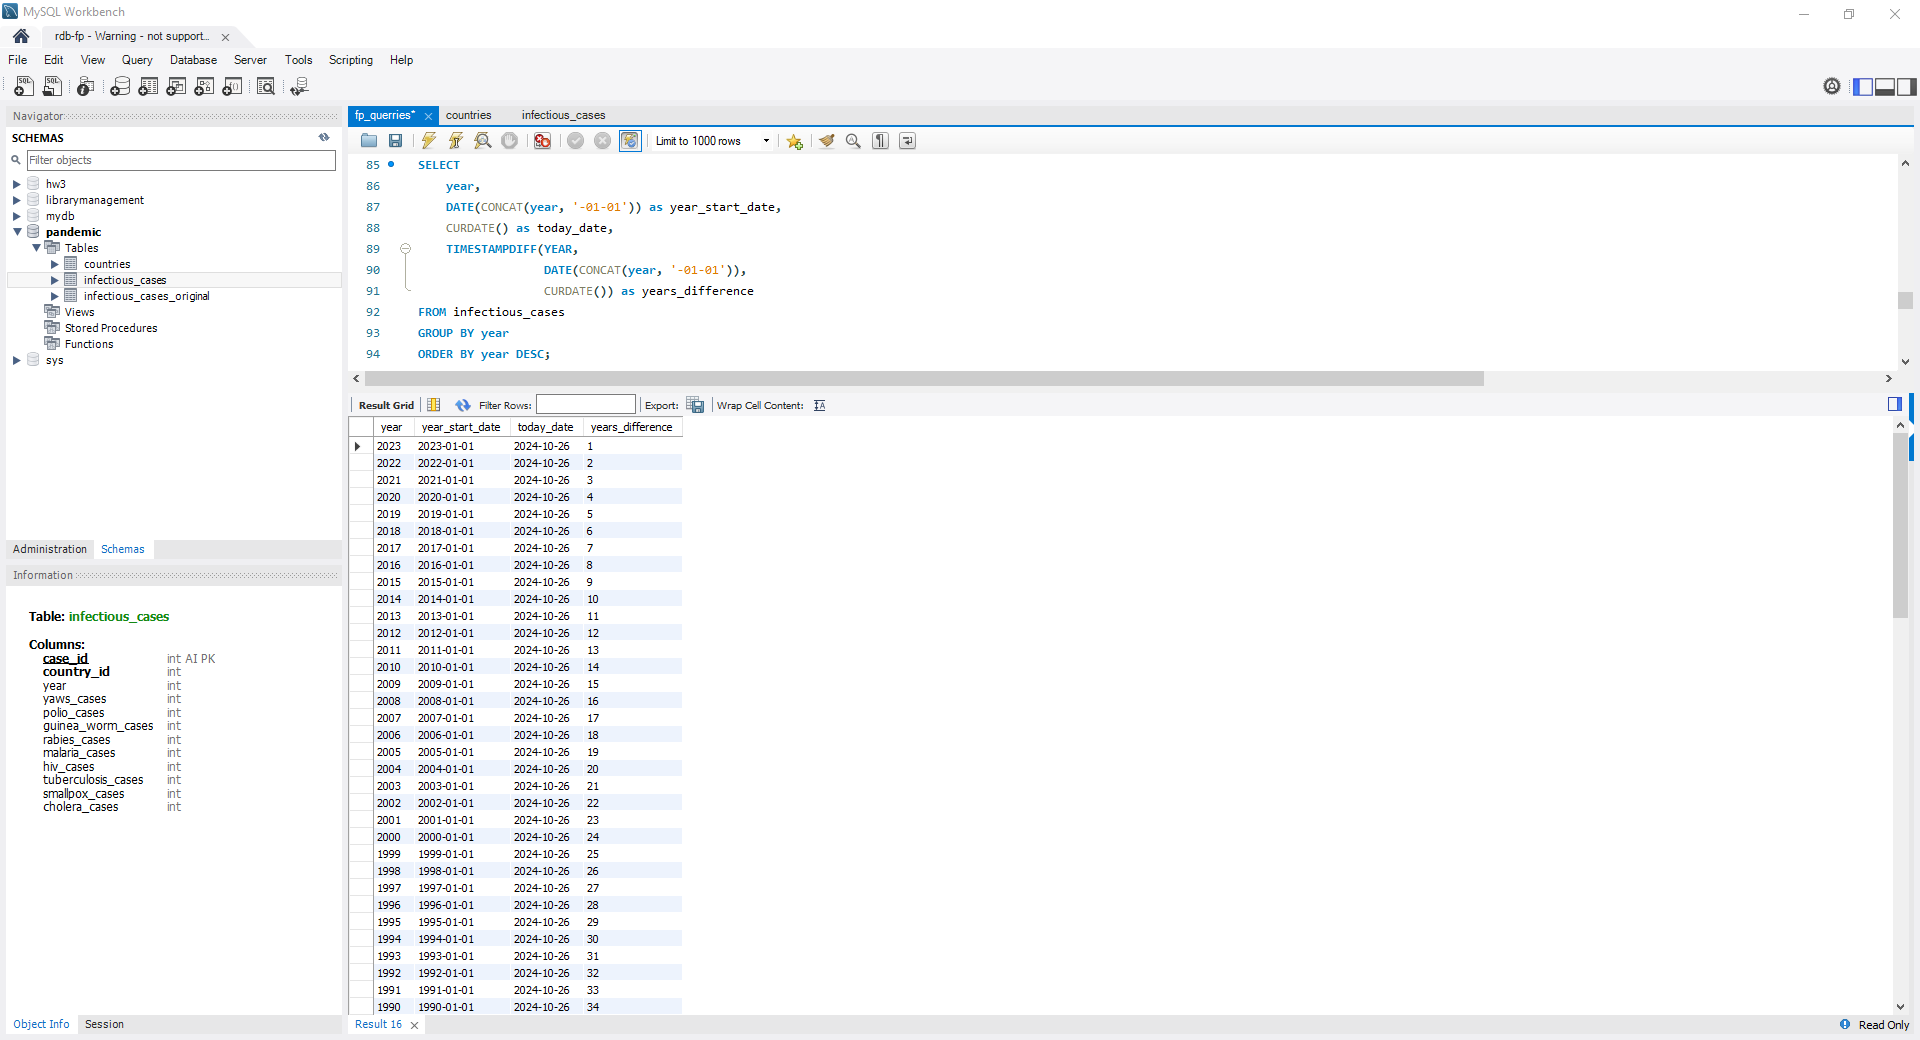 MySQL Workbench
rdb-fp - Warning - not support...
File Edit View Query Database Server Tools Scripting Help
Navigator
SCHEMAS
Filter objects
hw3
librarymanagement
mydb
pandemic
Tables
countries
infectious_cases
infectious_cases_original
Views
Stored Procedures
Functions
sys
Administration Schemas
Information
Table: infectious_cases
Columns:
case_id int AI PK
country_id int
year int
yaws_cases int
polio_cases int
guinea_worm_cases int
rabies_cases int
malaria_cases int
hiv_cases int
tuberculosis_cases int
smallpox_cases int
cholera_cases int
Object Info Session
fp_querries* countries infectious_cases
Limit to 1000 rows
85 SELECT
86 year,
87 DATE(CONCAT(year, '-01-01')) as year_start_date,
88 CURDATE() as today_date,
89 TIMESTAMPDIFF(YEAR,
90 DATE(CONCAT(year, '-01-01')),
91 CURDATE()) as years_difference
92 FROM infectious_cases
93 GROUP BY year
94 ORDER BY year DESC;
Result Grid Filter Rows: Export: Wrap Cell Content:
year year_start_date today_date years_difference
2023 2023-01-01 2024-10-26 1
2022 2022-01-01 2024-10-26 2
2021 2021-01-01 2024-10-26 3
2020 2020-01-01 2024-10-26 4
2019 2019-01-01 2024-10-26 5
2018 2018-01-01 2024-10-26 6
2017 2017-01-01 2024-10-26 7
2016 2016-01-01 2024-10-26 8
2015 2015-01-01 2024-10-26 9
2014 2014-01-01 2024-10-26 10
2013 2013-01-01 2024-10-26 11
2012 2012-01-01 2024-10-26 12
2011 2011-01-01 2024-10-26 13
2010 2010-01-01 2024-10-26 14
2009 2009-01-01 2024-10-26 15
2008 2008-01-01 2024-10-26 16
2007 2007-01-01 2024-10-26 17
2006 2006-01-01 2024-10-26 18
2005 2005-01-01 2024-10-26 19
2004 2004-01-01 2024-10-26 20
2003 2003-01-01 2024-10-26 21
2002 2002-01-01 2024-10-26 22
2001 2001-01-01 2024-10-26 23
2000 2000-01-01 2024-10-26 24
1999 1999-01-01 2024-10-26 25
1998 1998-01-01 2024-10-26 26
1997 1997-01-01 2024-10-26 27
1996 1996-01-01 2024-10-26 28
1995 1995-01-01 2024-10-26 29
1994 1994-01-01 2024-10-26 30
1993 1993-01-01 2024-10-26 31
1992 1992-01-01 2024-10-26 32
1991 1991-01-01 2024-10-26 33
1990 1990-01-01 2024-10-26 34
Result 16
Read Only